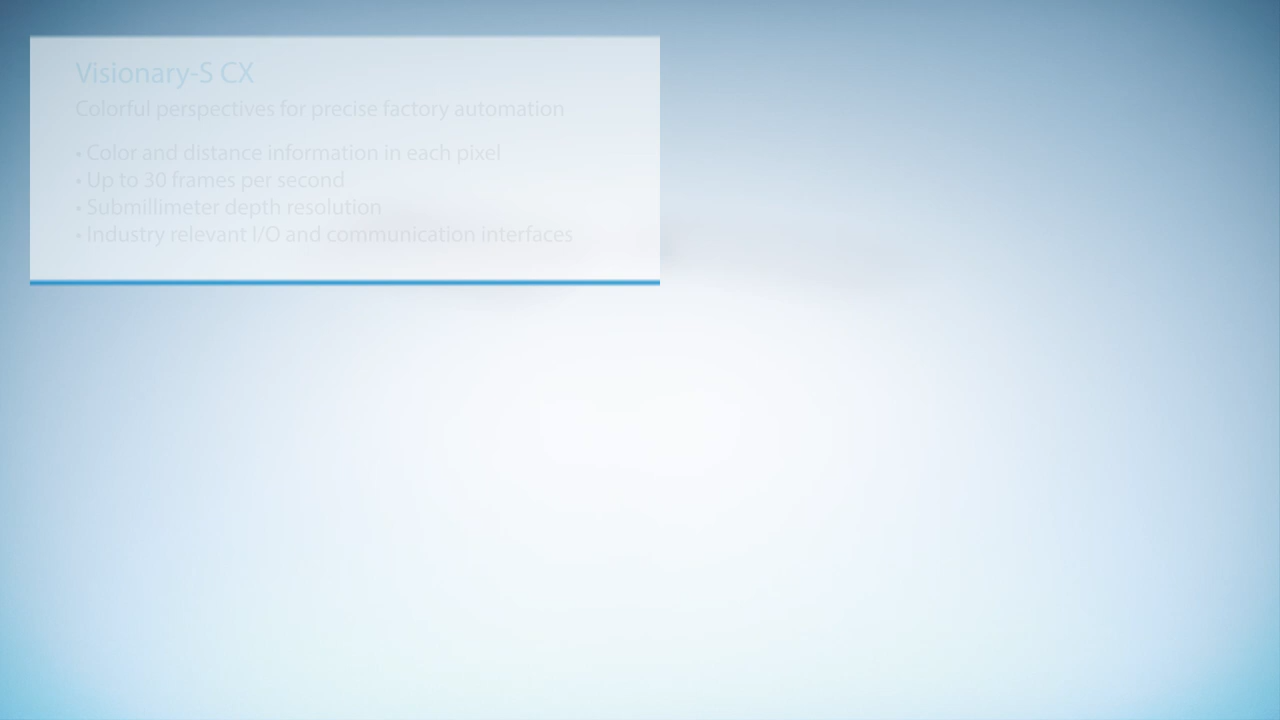 Visionary-S CX
Colorful perspectives for precise factory automation
• Color and distance information in each pixel
• Up to 30 frames per second
• Submillimeter depth resolution
• Industry relevant I/O and communication interfaces